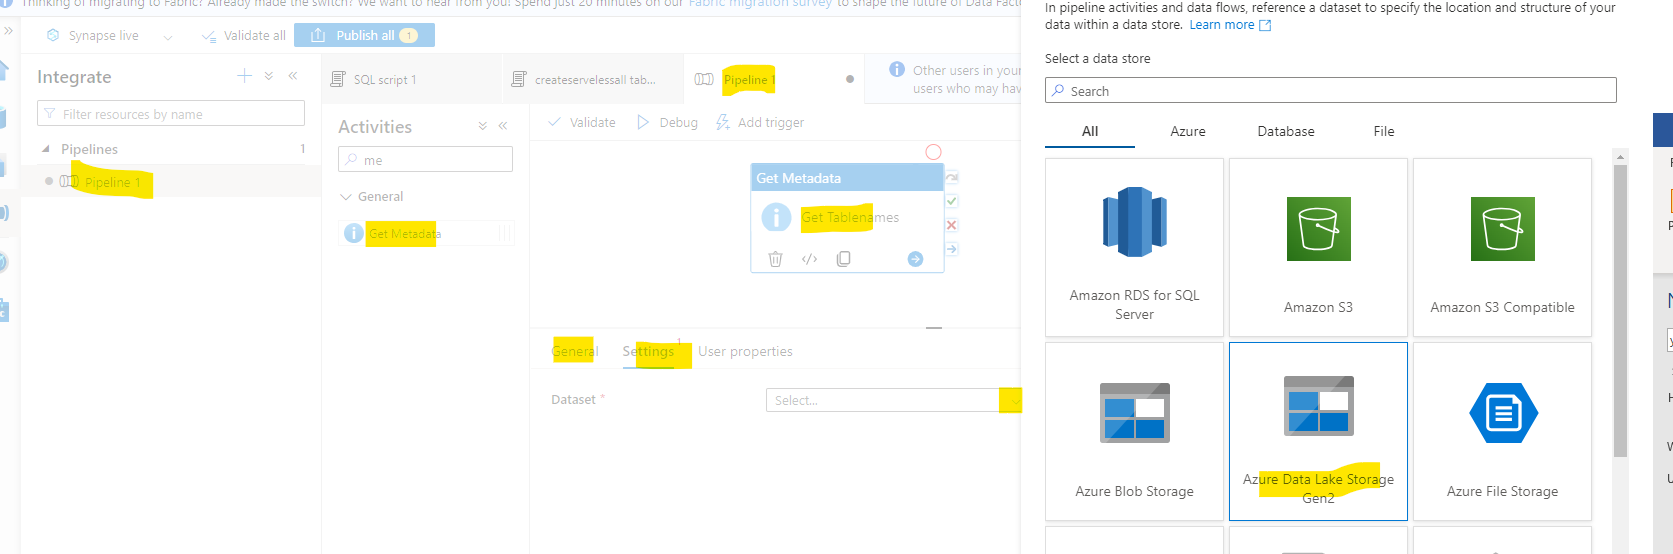 Thinking of migrating to Fabric? Already made the switch? We want to hear from you! Spend just 20 minutes on our Fabric migration survey to shape the future of Data Facto
Synapse live
Validate all
Publish all 1
Integrate
Filter resources by name
Pipelines 1
Pipeline 1
SQL script 1
createservelessall tab...
Pipeline 1
Other users in your
users who may hav
Activities
me
General
Get Metadata
Validate
Debug
Add trigger
Get Metadata
Get Tablenames
General
Settings 1
User properties
Dataset *
Select...
In pipeline activities and data flows, reference a dataset to specify the location and structure of your
data within a data store. Learn more
Select a data store
Search
All
Azure
Database
File
Amazon RDS for SQL
Server
Amazon S3
Amazon S3 Compatible
Azure Blob Storage
Azure Data Lake Storage
Gen2
Azure File Storage